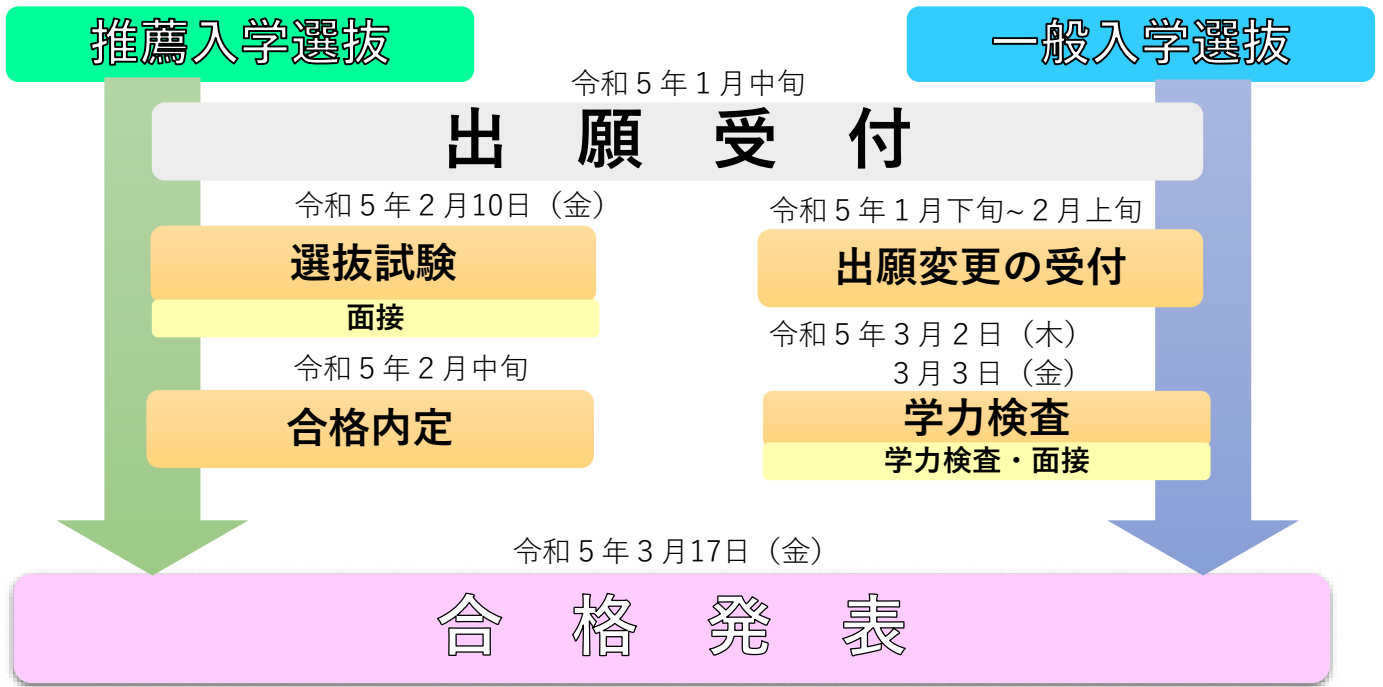 推薦入学選抜
一般入学選抜
令和５年１月中旬
出　願　受　付
令和５年２月10日（金）
選抜試験
面接
令和５年２月中旬
合格内定
令和５年１月下旬~２月上旬
出願変更の受付
令和５年３月２日（木）
３月３日（金）
学力検査
学力検査・面接
令和５年３月17日（金）
合　格　発　表